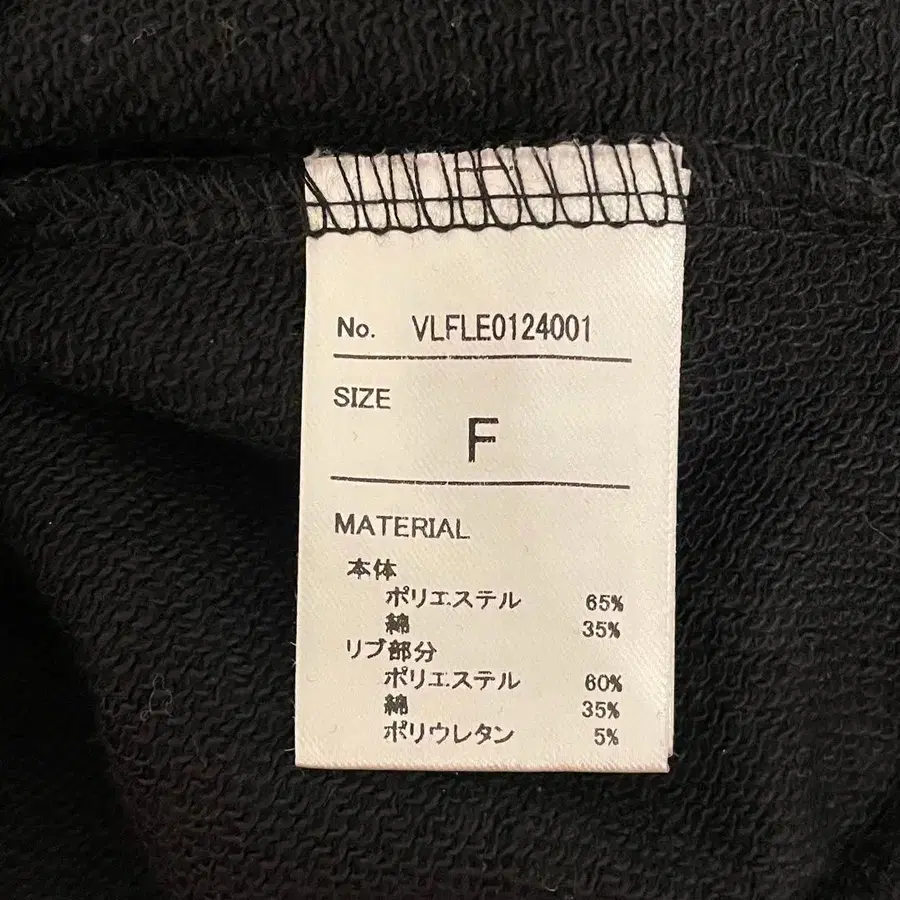 No. VLFLE0124001
SIZE
F
MATERIAL
本体
ポリエステル 65%
綿 35%
リブ部分
ポリエステル 60%
綿 35%
ポリウレタン 5%